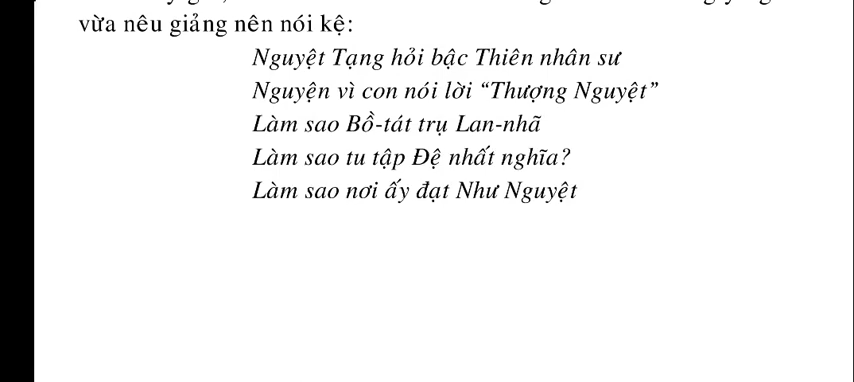 vừa nêu giảng nên nói kệ:
Nguyệt Tạng hỏi bậc Thiên nhân sư
Nguyện vì con nói lời “Thượng Nguyệt”
Làm sao Bồ-tát trụ Lan-nhã
Làm sao tu tập Đệ nhất nghĩa?
Làm sao nơi ấy đạt Như Nguyệt